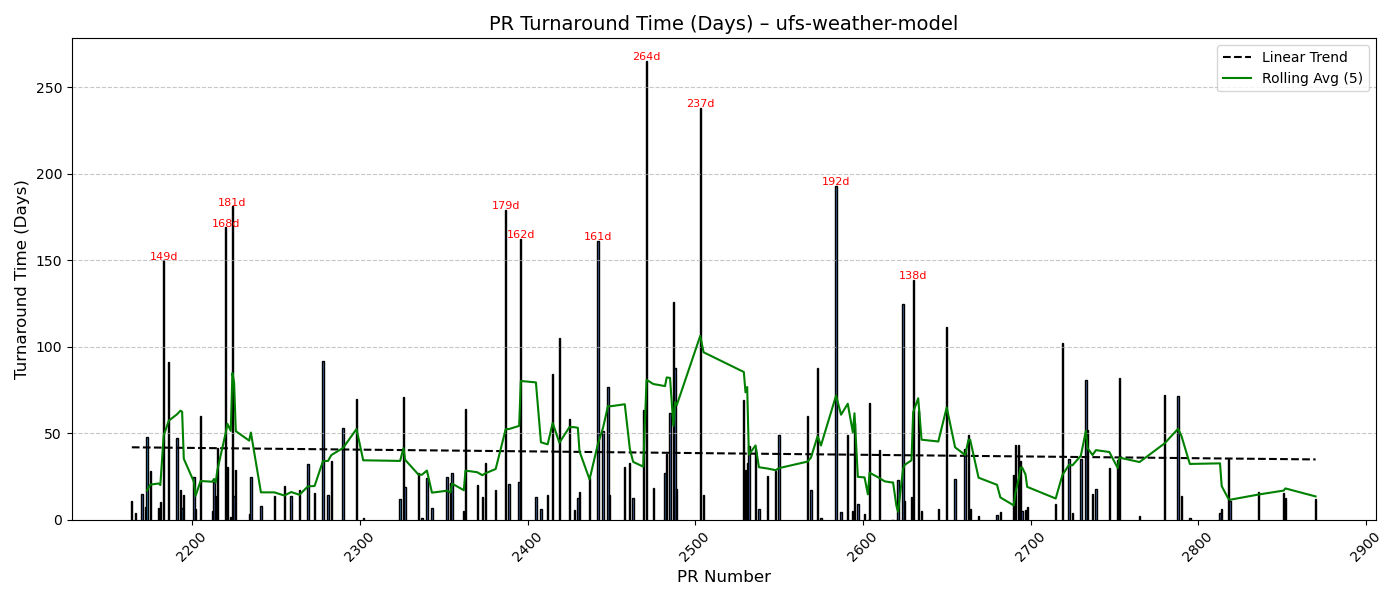 PR Turnaround Time (Days) – ufs-weather-model
Linear Trend
Rolling Avg (5)
264d
237d
192d
181d
179d
168d
162d
161d
149d
138d
Turnaround Time (Days)
250
200
150
100
50
0
2200
2300
2400
2500
2600
2700
2800
2900
PR Number